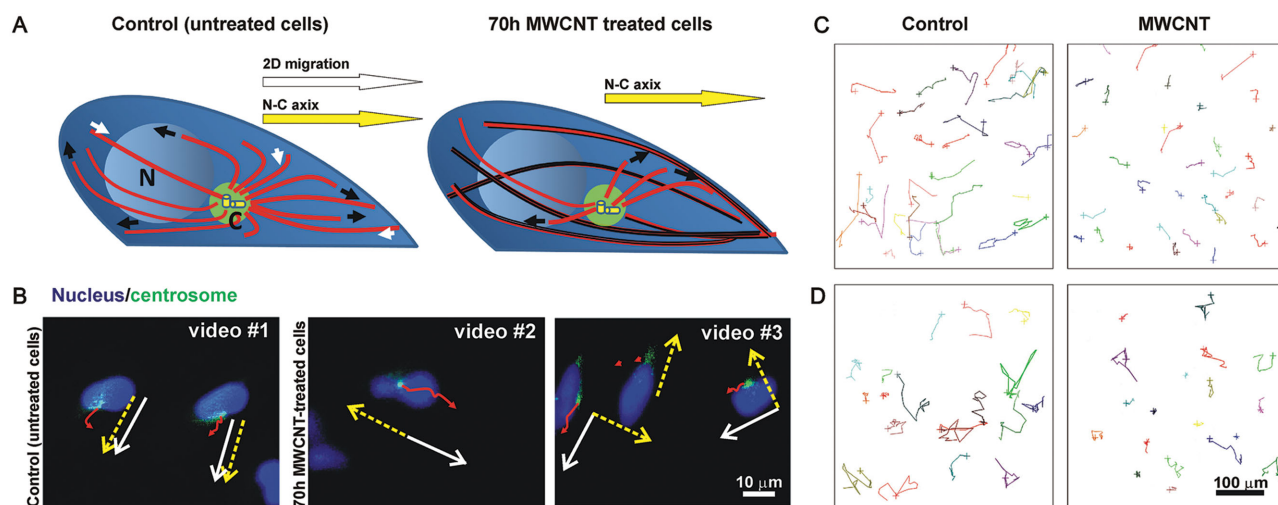 A
Control (untreated cells)
70h MWCNT treated cells
2D migration
N-C axix
N-C axix
N
C
B
Nucleus/centrosome
Control (untreated cells)
video #1
70h MWCNT-treated cells
video #2
video #3
10 μm
C
Control
MWCNT
D
100 μm